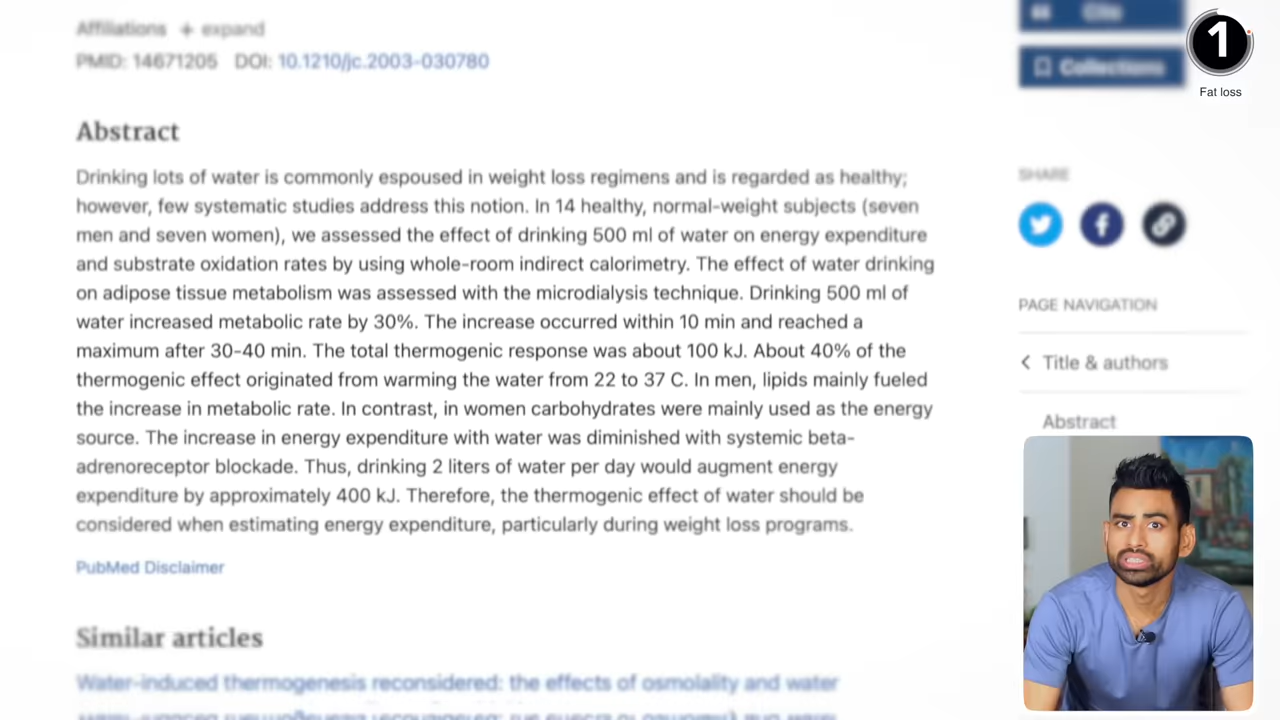 Affiliations + expand
PMID: 14671205 DOI: 10.1210/jc.2003-030780
Cite
Collections
1
Fat loss
Abstract
Drinking lots of water is commonly espoused in weight loss regimens and is regarded as healthy;
however, few systematic studies address this notion. In 14 healthy, normal-weight subjects (seven
men and seven women), we assessed the effect of drinking 500 ml of water on energy expenditure
and substrate oxidation rates by using whole-room indirect calorimetry. The effect of water drinking
on adipose tissue metabolism was assessed with the microdialysis technique. Drinking 500 ml of
water increased metabolic rate by 30%. The increase occurred within 10 min and reached a
maximum after 30-40 min. The total thermogenic response was about 100 kJ. About 40% of the
thermogenic effect originated from warming the water from 22 to 37 C. In men, lipids mainly fueled
the increase in metabolic rate. In contrast, in women carbohydrates were mainly used as the energy
source. The increase in energy expenditure with water was diminished with systemic beta-
adrenoreceptor blockade. Thus, drinking 2 liters of water per day would augment energy
expenditure by approximately 400 kJ. Therefore, the thermogenic effect of water should be
considered when estimating energy expenditure, particularly during weight loss programs.
PubMed Disclaimer
Similar articles
Water-induced thermogenesis reconsidered: the effects of osmolality and water
SHARE
PAGE NAVIGATION
Title & authors
Abstract